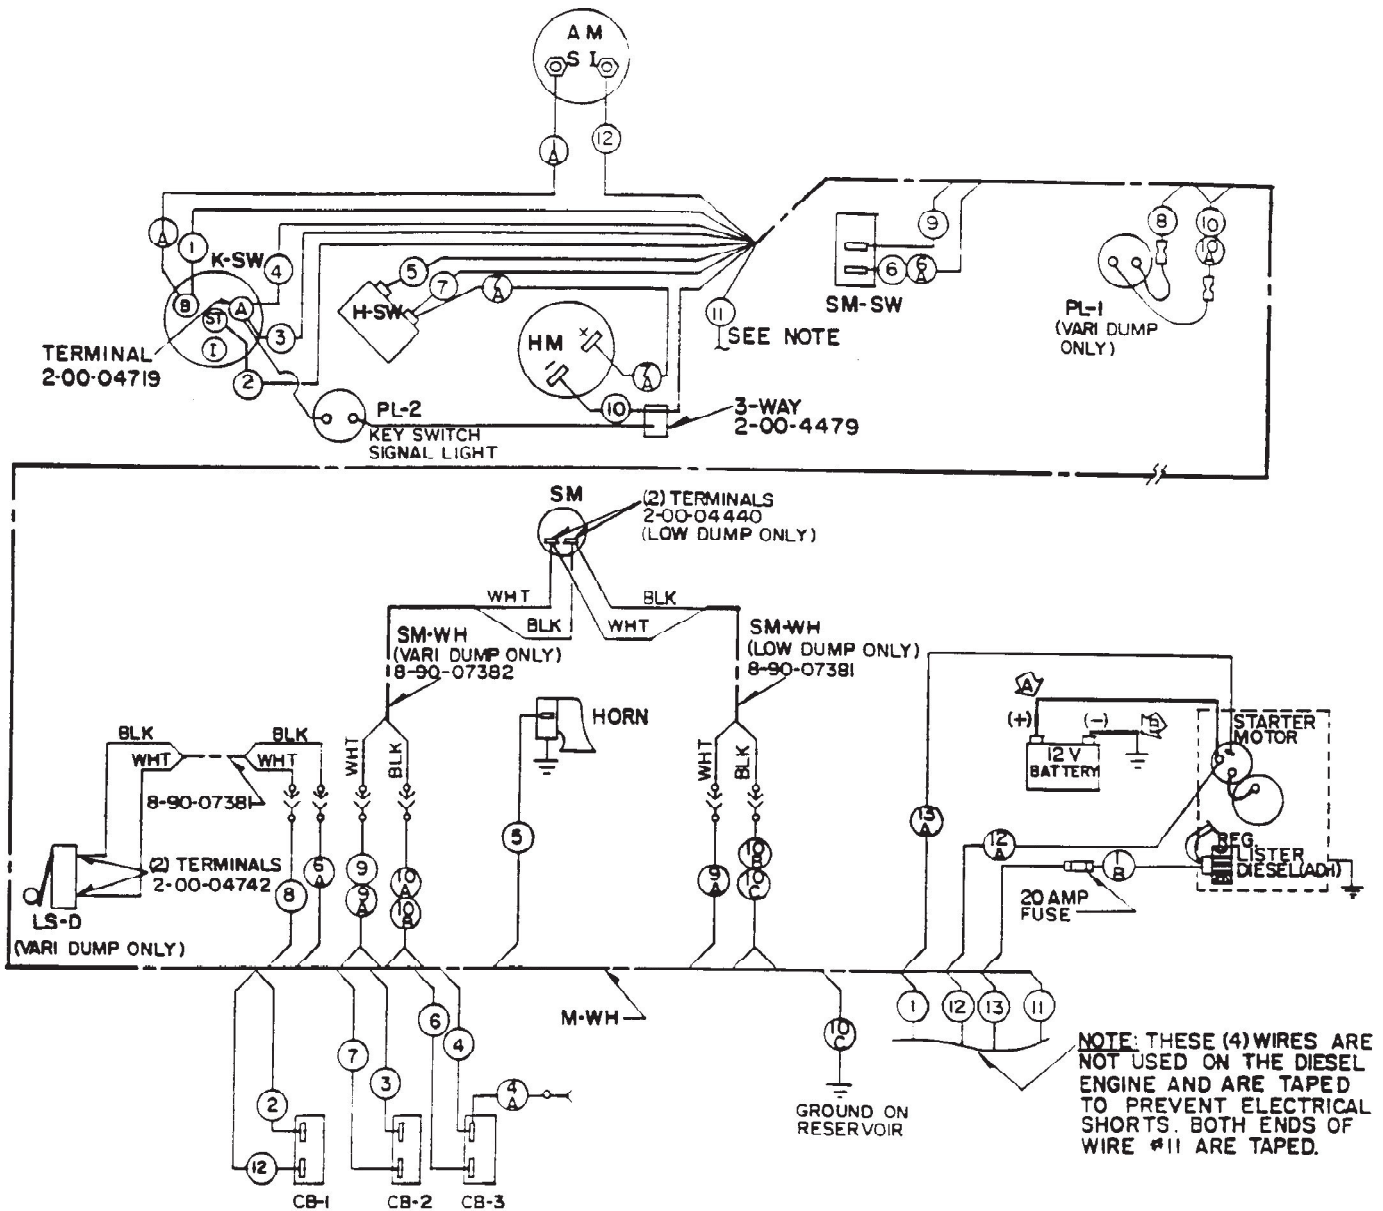 AM
S I
A
12
A
1
K-SW
4
B
A
ST
I
3
2
TERMINAL
2-00-04719
5
7
7
A
H-SW
HM
7
A
10
PL-2
KEY SWITCH
SIGNAL LIGHT
3-WAY
2-00-4479
11
SEE NOTE
9
6
6
A
SM-SW
8
10
10
A
PL-1
(VARI DUMP
ONLY)
SM
(2) TERMINALS
2-00-04440
(LOW DUMP ONLY)
WHT
BLK
BLK
WHT
SM-WH
(VARI DUMP ONLY)
8-90-07382
SM-WH
(LOW DUMP ONLY)
8-90-07381
HORN
BLK
WHT
BLK
WHT
8-90-07381
WHT
BLK
WHT
BLK
(2) TERMINALS
2-00-04742
LS-D
(VARI DUMP ONLY)
8
6
A
9
9
A
10
A
10
A
5
9
A
10
B
10
C
A
(+)
(-)
12 V
BATTERY
STARTER
MOTOR
13
A
12
A
1
B
20 AMP
FUSE
REG.
LISTER
DIESEL(ADH)
M-WH
2
12
7
3
6
4
4
A
CB-1
CB-2
CB-3
10
C
GROUND ON
RESERVOIR
1
12
13
11
NOTE: THESE (4) WIRES ARE
NOT USED ON THE DIESEL
ENGINE AND ARE TAPED
TO PREVENT ELECTRICAL
SHORTS. BOTH ENDS OF
WIRE #11 ARE TAPED.